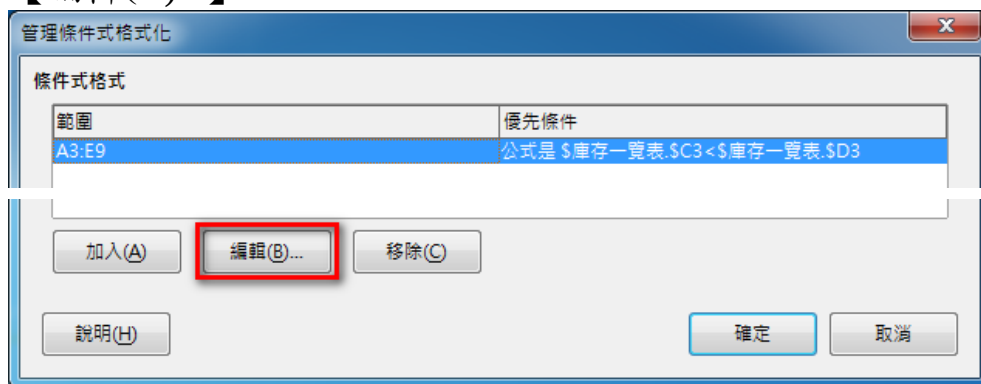 管理條件式格式化
條件式格式
範圍 優先條件
A3:E9 公式是 $庫存一覽表.$C3<$庫存一覽表.$D3
加入(A) 編輯(B)... 移除(C)
說明(H) 確定 取消